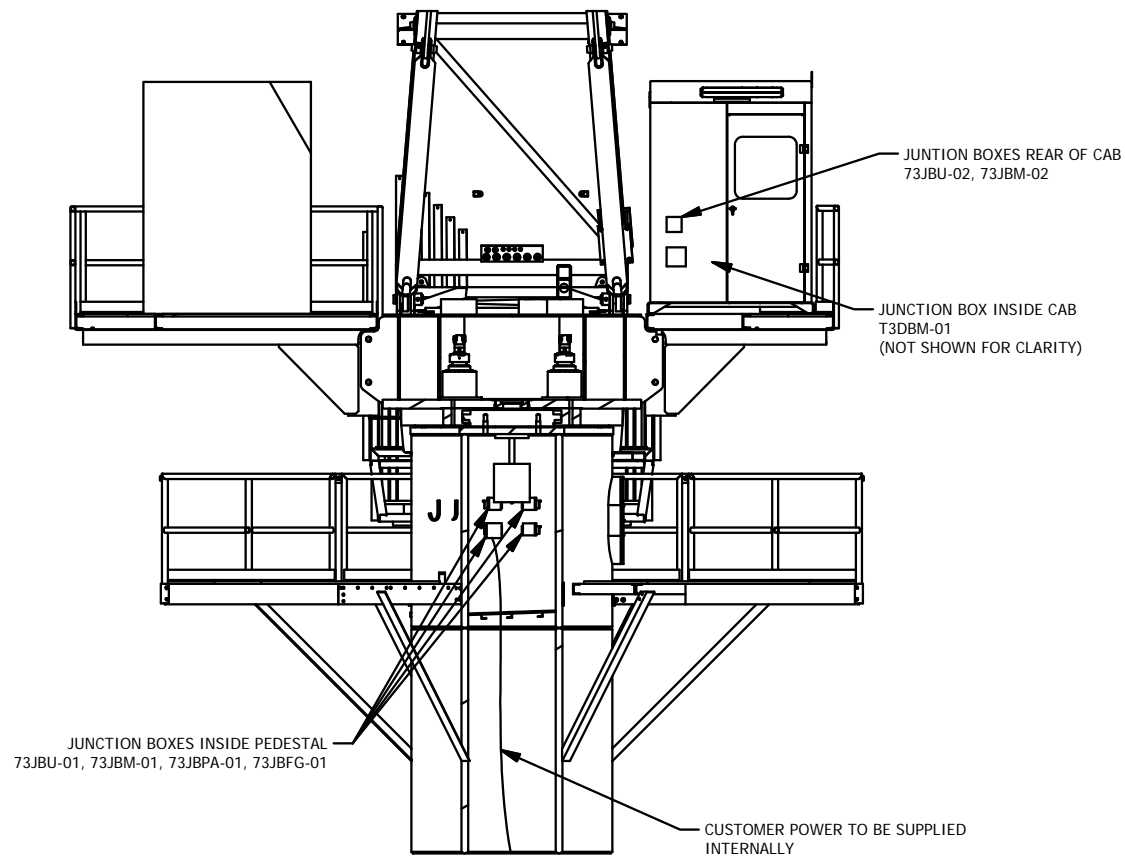 JUNTION BOXES REAR OF CAB
73JBU-02, 73JBM-02
JUNCTION BOX INSIDE CAB
T3DBM-01
(NOT SHOWN FOR CLARITY)
JJ
JUNCTION BOXES INSIDE PEDESTAL
73JBU-01, 73JBM-01, 73JBPA-01, 73JBFG-01
CUSTOMER POWER TO BE SUPPLIED
INTERNALLY